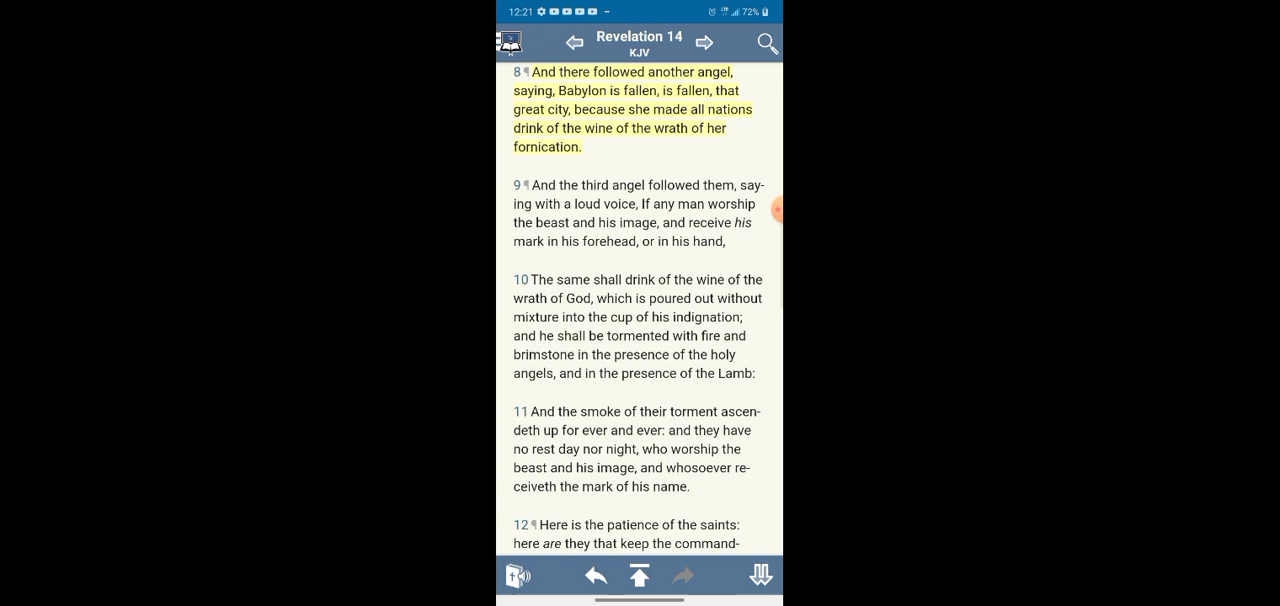 12:21
72%
Revelation 14
KJV
8 ¶ And there followed another angel,
saying, Babylon is fallen, is fallen, that
great city, because she made all nations
drink of the wine of the wrath of her
fornication.
9 ¶ And the third angel followed them, say-
ing with a loud voice, If any man worship
the beast and his image, and receive his
mark in his forehead, or in his hand,
10 The same shall drink of the wine of the
wrath of God, which is poured out without
mixture into the cup of his indignation;
and he shall be tormented with fire and
brimstone in the presence of the holy
angels, and in the presence of the Lamb:
11 And the smoke of their torment ascen-
deth up for ever and ever: and they have
no rest day nor night, who worship the
beast and his image, and whosoever re-
ceiveth the mark of his name.
12 ¶ Here is the patience of the saints:
here are they that keep the command-